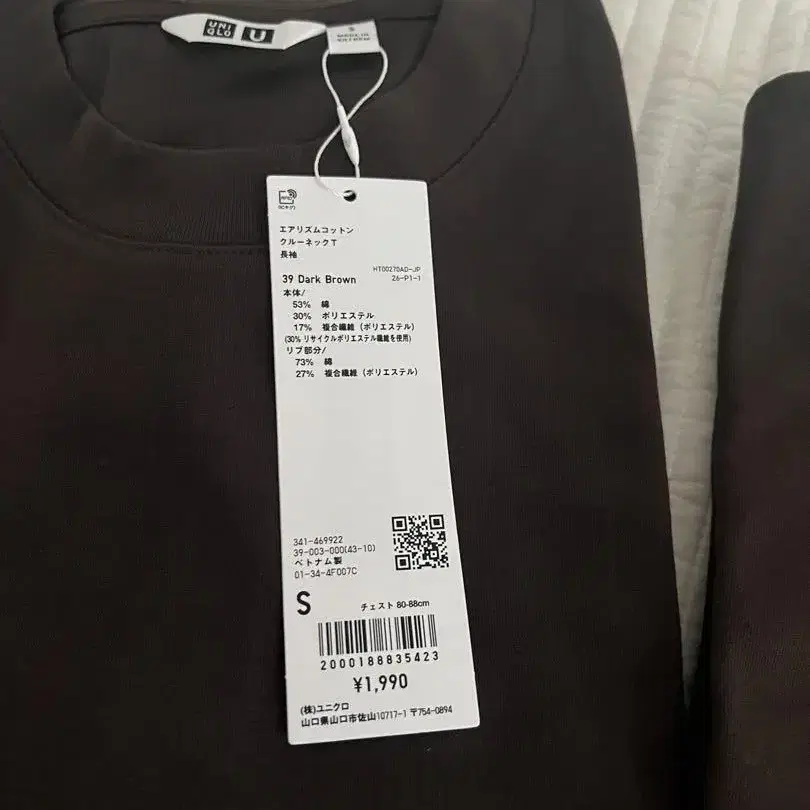 UNI
QLO
U
S
MADE IN
VIETNAM
エアリズムコットン
クルーネックT
長袖
HT00270AD-JP
39 Dark Brown
26-P1-1
本体/
53% 綿
30% ポリエステル
17% 複合繊維 (ポリエステル)
(30% リサイクルポリエステル繊維を使用)
リブ部分/
73% 綿
27% 複合繊維 (ポリエステル)
341-469922
39-003-000(43-10)
ベトナム製
01-34-4F007C
S
チェスト 80-88cm
2000188835423
¥1,990
(株)ユニクロ
山口県山口市佐山10717-1 〒754-0894